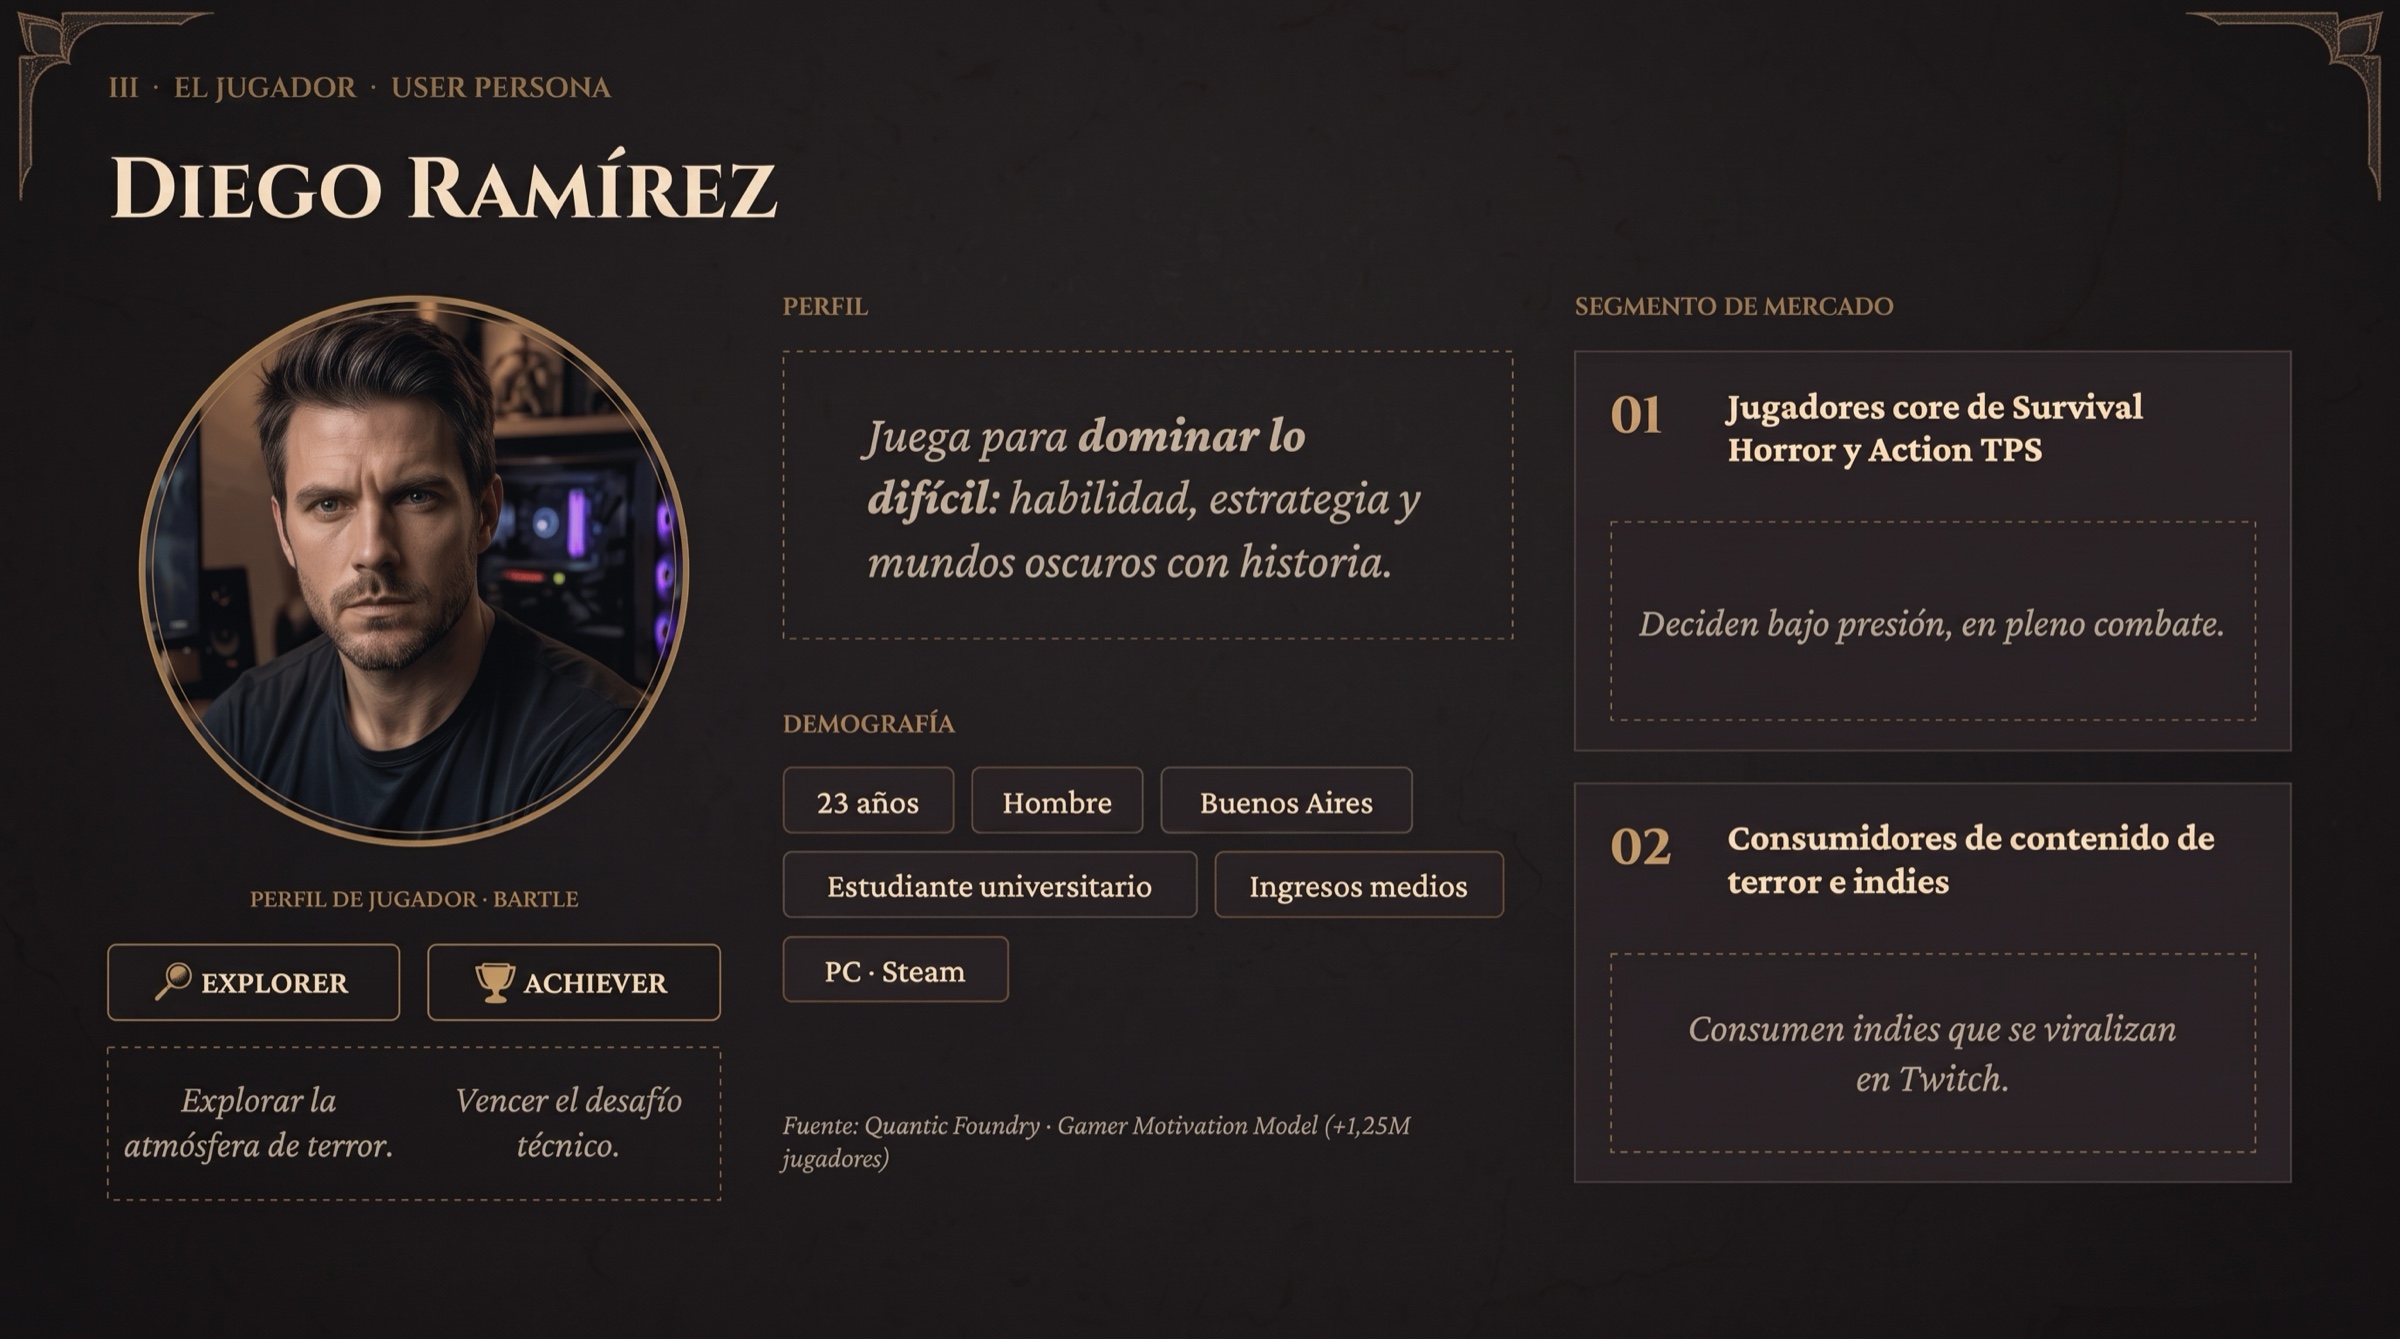 III · EL JUGADOR · USER PERSONA
DIEGO RAMÍREZ
PERFIL DE JUGADOR · BARTLE
EXPLORER
ACHIEVER
Explorar la
atmósfera de terror.
Vencer el desafío
técnico.
PERFIL
Juega para dominar lo
difícil: habilidad, estrategia y
mundos oscuros con historia.
DEMOGRAFÍA
23 años
Hombre
Buenos Aires
Estudiante universitario
Ingresos medios
PC · Steam
Fuente: Quantic Foundry · Gamer Motivation Model (+1,25M
jugadores)
SEGMENTO DE MERCADO
01
Jugadores core de Survival
Horror y Action TPS
Deciden bajo presión, en pleno combate.
02
Consumidores de contenido de
terror e indies
Consumen indies que se viralizan
en Twitch.